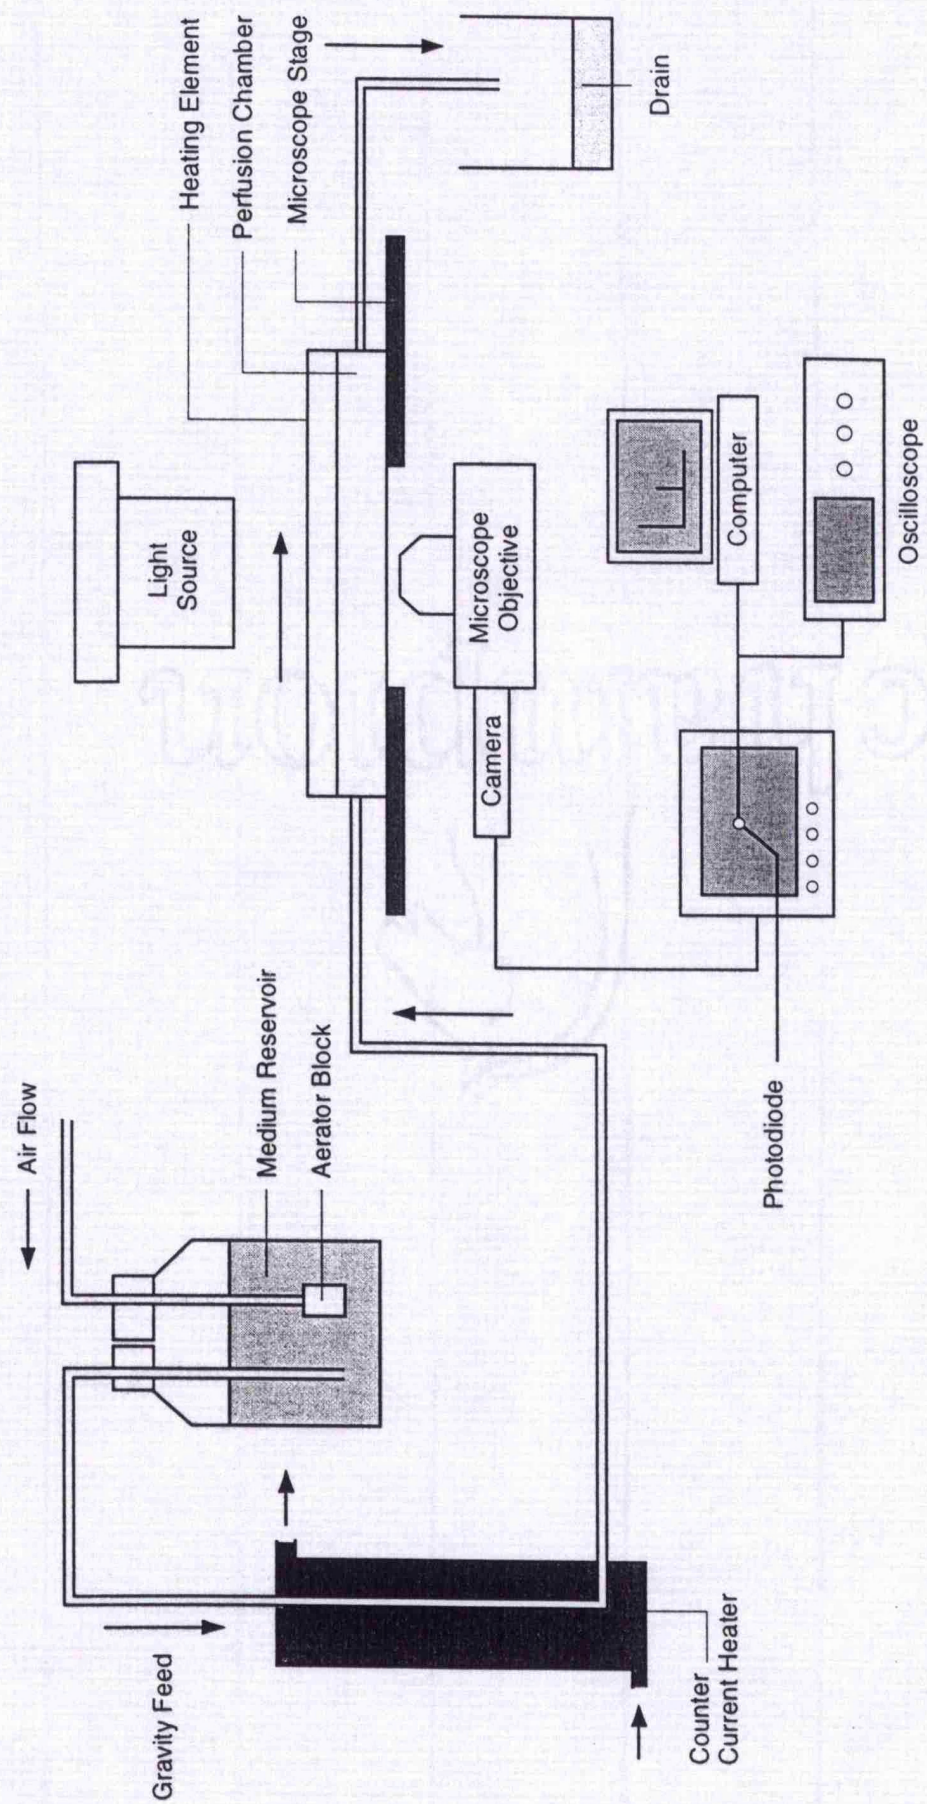 Air Flow
Gravity Feed
Medium Reservoir
Aerator Block
Counter
Current Heater
Light
Source
Heating Element
Perfusion Chamber
Microscope Stage
Camera
Microscope
Objective
Drain
Photodiode
Computer
Oscilloscope